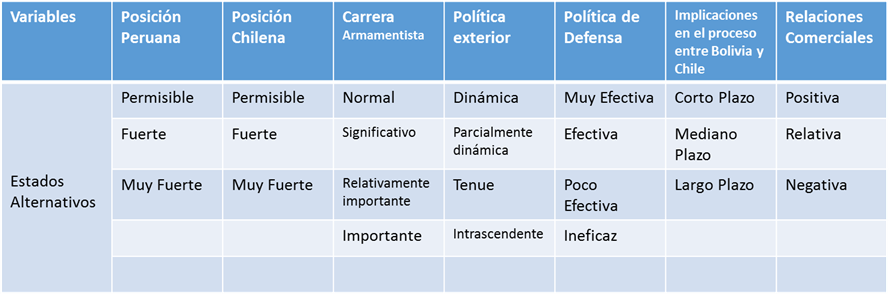 Variables
Posición
Peruana
Posición
Chilena
Carrera
Armamentista
Política
exterior
Política de
Defensa
Implicaciones
en el proceso
entre Bolivia y
Chile
Relaciones
Comerciales
Estados
Alternativos
Permisible
Permisible
Normal
Dinámica
Muy Efectiva
Corto Plazo
Positiva
Fuerte
Fuerte
Significativo
Parcialmente
dinámica
Efectiva
Mediano
Plazo
Relativa
Muy Fuerte
Muy Fuerte
Relativamente
importante
Tenue
Poco
Efectiva
Largo Plazo
Negativa
Importante
Intrascendente
Ineficaz